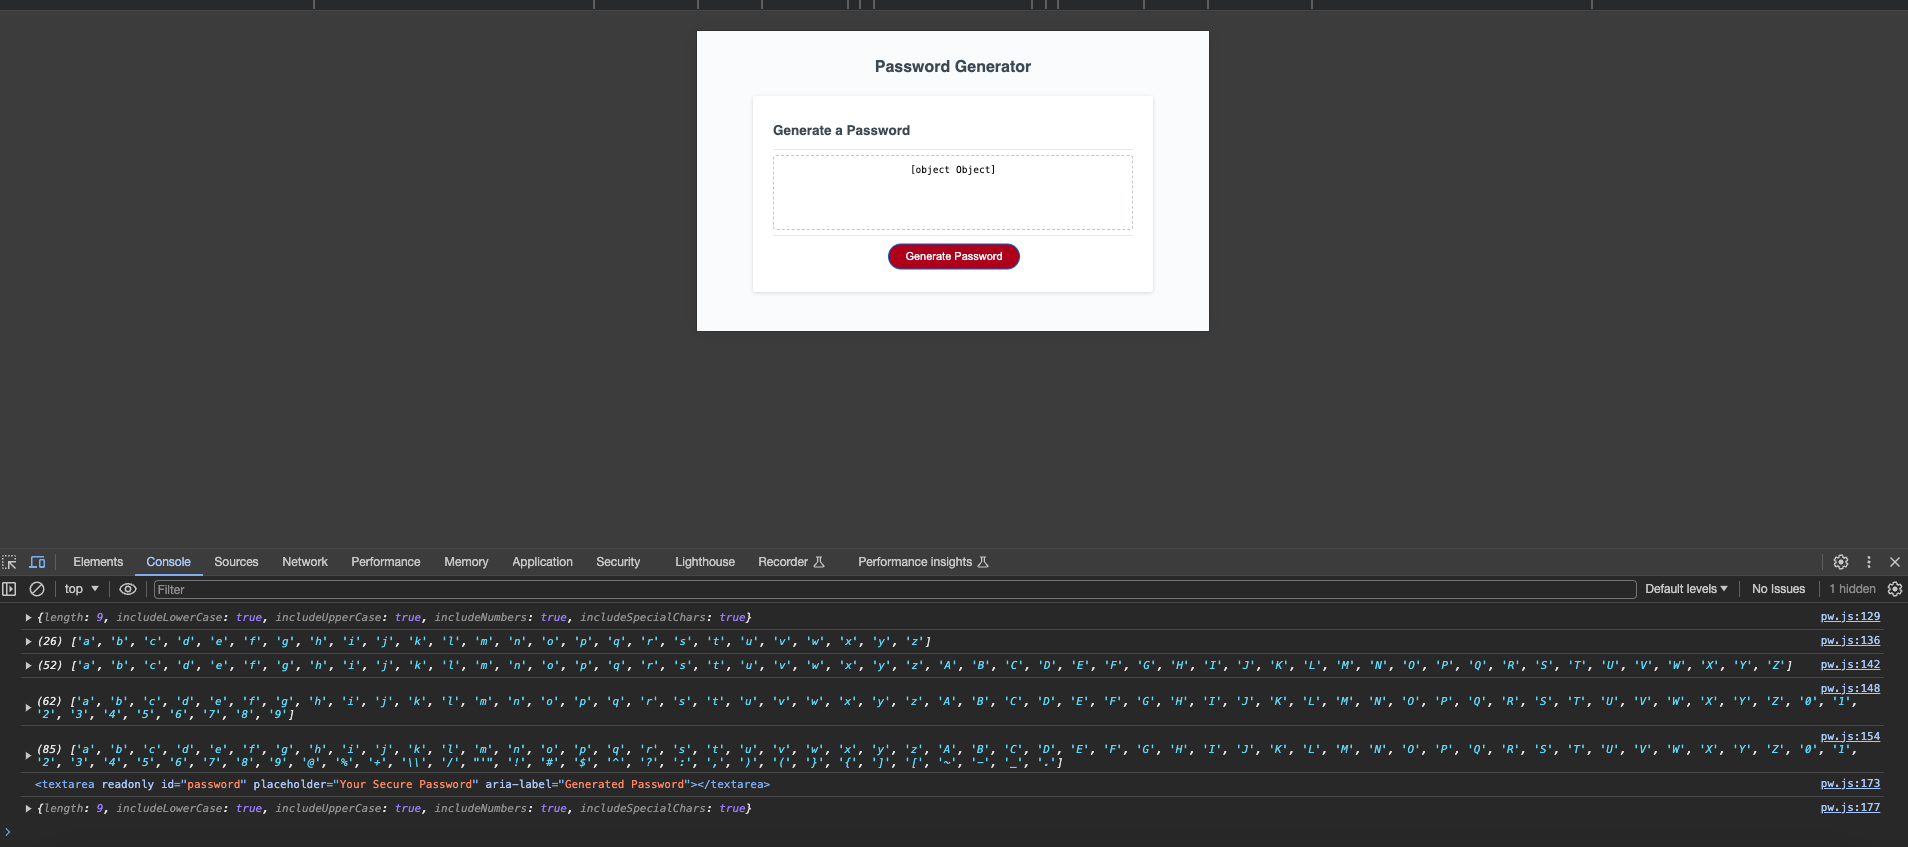 Password Generator
Generate a Password
[object Object]
Generate Password
Elements Console Sources Network Performance Memory Application Security Lighthouse Recorder Performance insights
top Filter Default levels No Issues 1 hidden
{length: 9, includeLowerCase: true, includeUpperCase: true, includeNumbers: true, includeSpecialChars: true} pw.js:129
(26) ['a', 'b', 'c', 'd', 'e', 'f', 'g', 'h', 'i', 'j', 'k', 'l', 'm', 'n', 'o', 'p', 'q', 'r', 's', 't', 'u', 'v', 'w', 'x', 'y', 'z'] pw.js:136
(52) ['a', 'b', 'c', 'd', 'e', 'f', 'g', 'h', 'i', 'j', 'k', 'l', 'm', 'n', 'o', 'p', 'q', 'r', 's', 't', 'u', 'v', 'w', 'x', 'y', 'z', 'A', 'B', 'C', 'D', 'E', 'F', 'G', 'H', 'I', 'J', 'K', 'L', 'M', 'N', 'O', 'P', 'Q', 'R', 'S', 'T', 'U', 'V', 'W', 'X', 'Y', 'Z'] pw.js:142
pw.js:148
(62) ['a', 'b', 'c', 'd', 'e', 'f', 'g', 'h', 'i', 'j', 'k', 'l', 'm', 'n', 'o', 'p', 'q', 'r', 's', 't', 'u', 'v', 'w', 'x', 'y', 'z', 'A', 'B', 'C', 'D', 'E', 'F', 'G', 'H', 'I', 'J', 'K', 'L', 'M', 'N', 'O', 'P', 'Q', 'R', 'S', 'T', 'U', 'V', 'W', 'X', 'Y', 'Z', '0', '1',
'2', '3', '4', '5', '6', '7', '8', '9']
pw.js:154
(85) ['a', 'b', 'c', 'd', 'e', 'f', 'g', 'h', 'i', 'j', 'k', 'l', 'm', 'n', 'o', 'p', 'q', 'r', 's', 't', 'u', 'v', 'w', 'x', 'y', 'z', 'A', 'B', 'C', 'D', 'E', 'F', 'G', 'H', 'I', 'J', 'K', 'L', 'M', 'N', 'O', 'P', 'Q', 'R', 'S', 'T', 'U', 'V', 'W', 'X', 'Y', 'Z', '0', '1',
'2', '3', '4', '5', '6', '7', '8', '9', '@', '%', '+', '\\', '/', "'", '!', '#', '$', '^', '?', ':', ',', ')', '(', '}', '{', ']', '[', '~', '-', '_', '.']
<textarea readonly id="password" placeholder="Your Secure Password" aria-label="Generated Password"></textarea> pw.js:173
{length: 9, includeLowerCase: true, includeUpperCase: true, includeNumbers: true, includeSpecialChars: true} pw.js:177